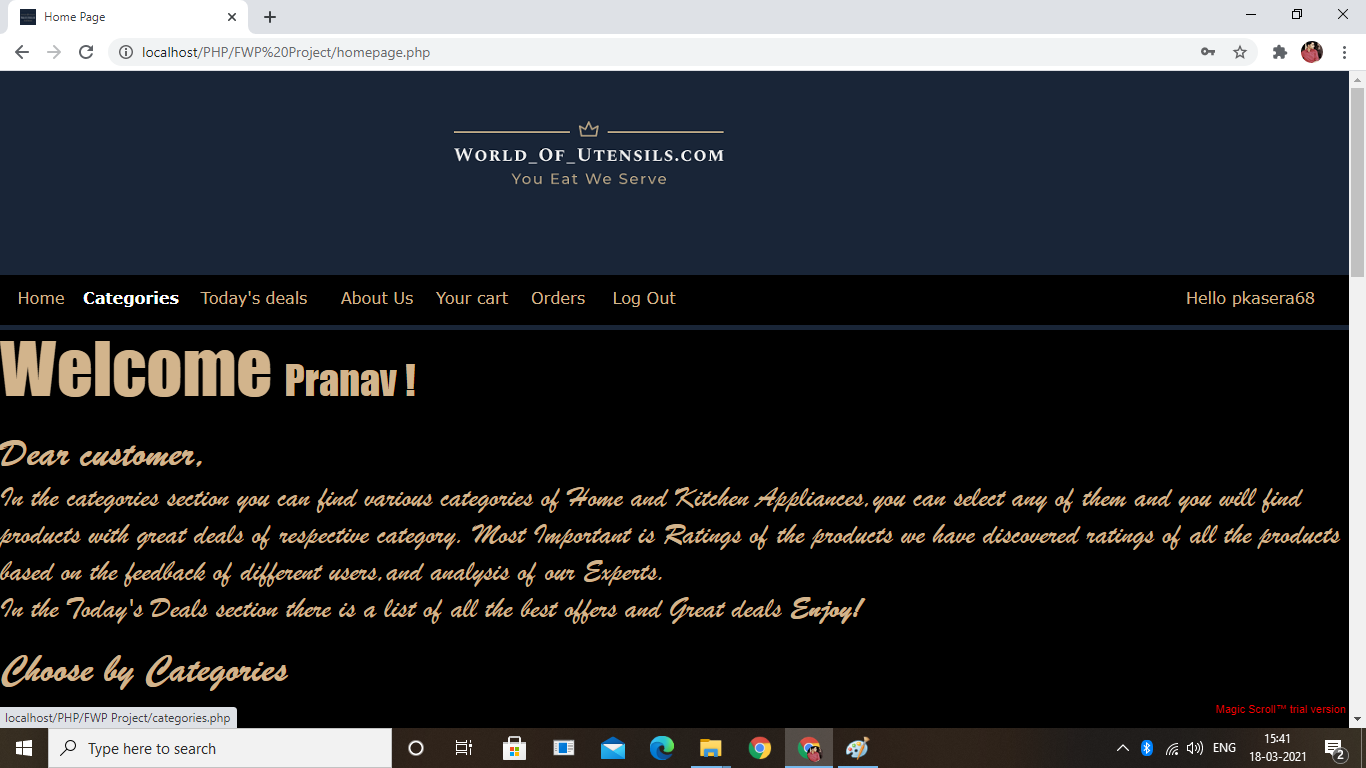 Home Page
localhost/PHP/FWP%20Project/homepage.php
World_Of_Utensils.com
You Eat We Serve
Home Categories Today's deals About Us Your cart Orders Log Out Hello pkasera68
Welcome Pranav !
Dear customer,
In the categories section you can find various categories of Home and Kitchen Appliances,you can select any of them and you will find
products with great deals of respective category. Most Important is Ratings of the products we have discovered ratings of all the products
based on the feedback of different users,and analysis of our Experts.
In the Today's Deals section there is a list of all the best offers and Great deals Enjoy!
Choose by Categories
Magic Scroll™ trial version
localhost/PHP/FWP Project/categories.php
Type here to search
ENG
15:41
18-03-2021
2